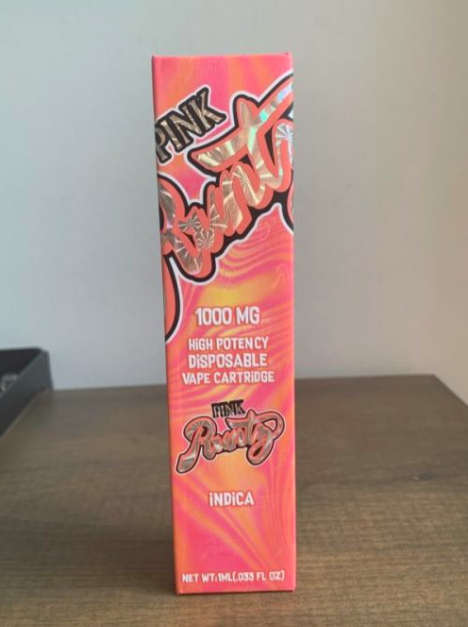 PINK
Runtz
1000 MG
HIGH POTENCY
DISPOSABLE
VAPE CARTRIDGE
PINK
Runtz
INDICA
NET WT:1ML(.033 FL OZ)